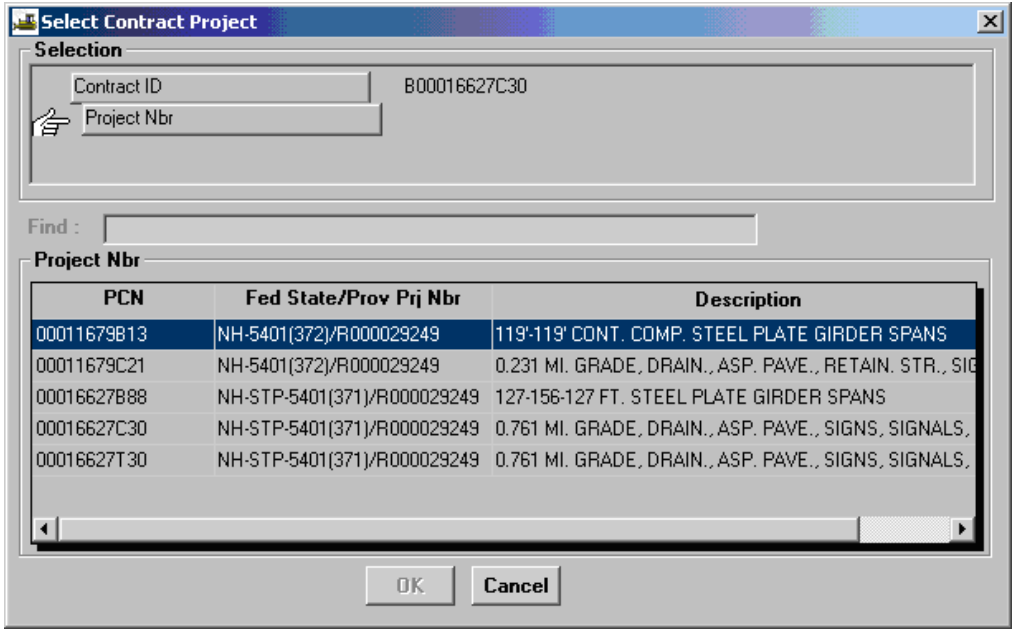 Select Contract Project
Selection
Contract ID B00016627C30
Project Nbr
Find :
Project Nbr
PCN Fed State/Prov Prj Nbr Description
00011679B13 NH-5401(372)/R000029249 119'-119' CONT. COMP. STEEL PLATE GIRDER SPANS
00011679C21 NH-5401(372)/R000029249 0.231 MI. GRADE, DRAIN., ASP. PAVE., RETAIN. STR., SIG
00016627B88 NH-STP-5401(371)/R000029249 127-156-127 FT. STEEL PLATE GIRDER SPANS
00016627C30 NH-STP-5401(371)/R000029249 0.761 MI. GRADE, DRAIN., ASP. PAVE., SIGNS, SIGNALS,
00016627T30 NH-STP-5401(371)/R000029249 0.761 MI. GRADE, DRAIN., ASP. PAVE., SIGNS, SIGNALS,
OK Cancel